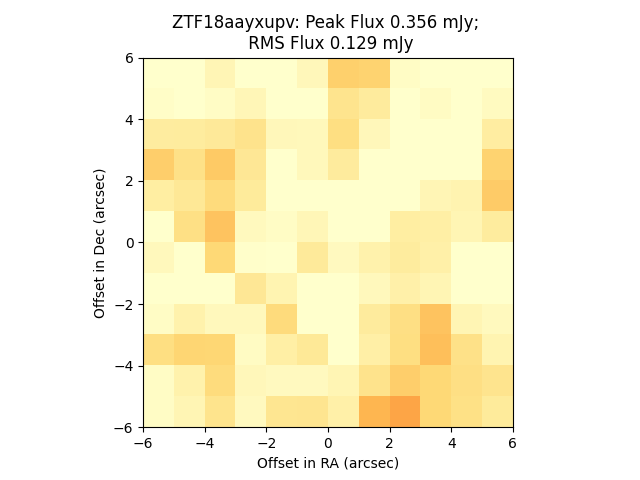 ZTF18aayxupv: Peak Flux 0.356 mJy;
RMS Flux 0.129 mJy
6
4
2
0
−2
−4
−6
Offset in Dec (arcsec)
−6 −4 −2 0 2 4 6
Offset in RA (arcsec)